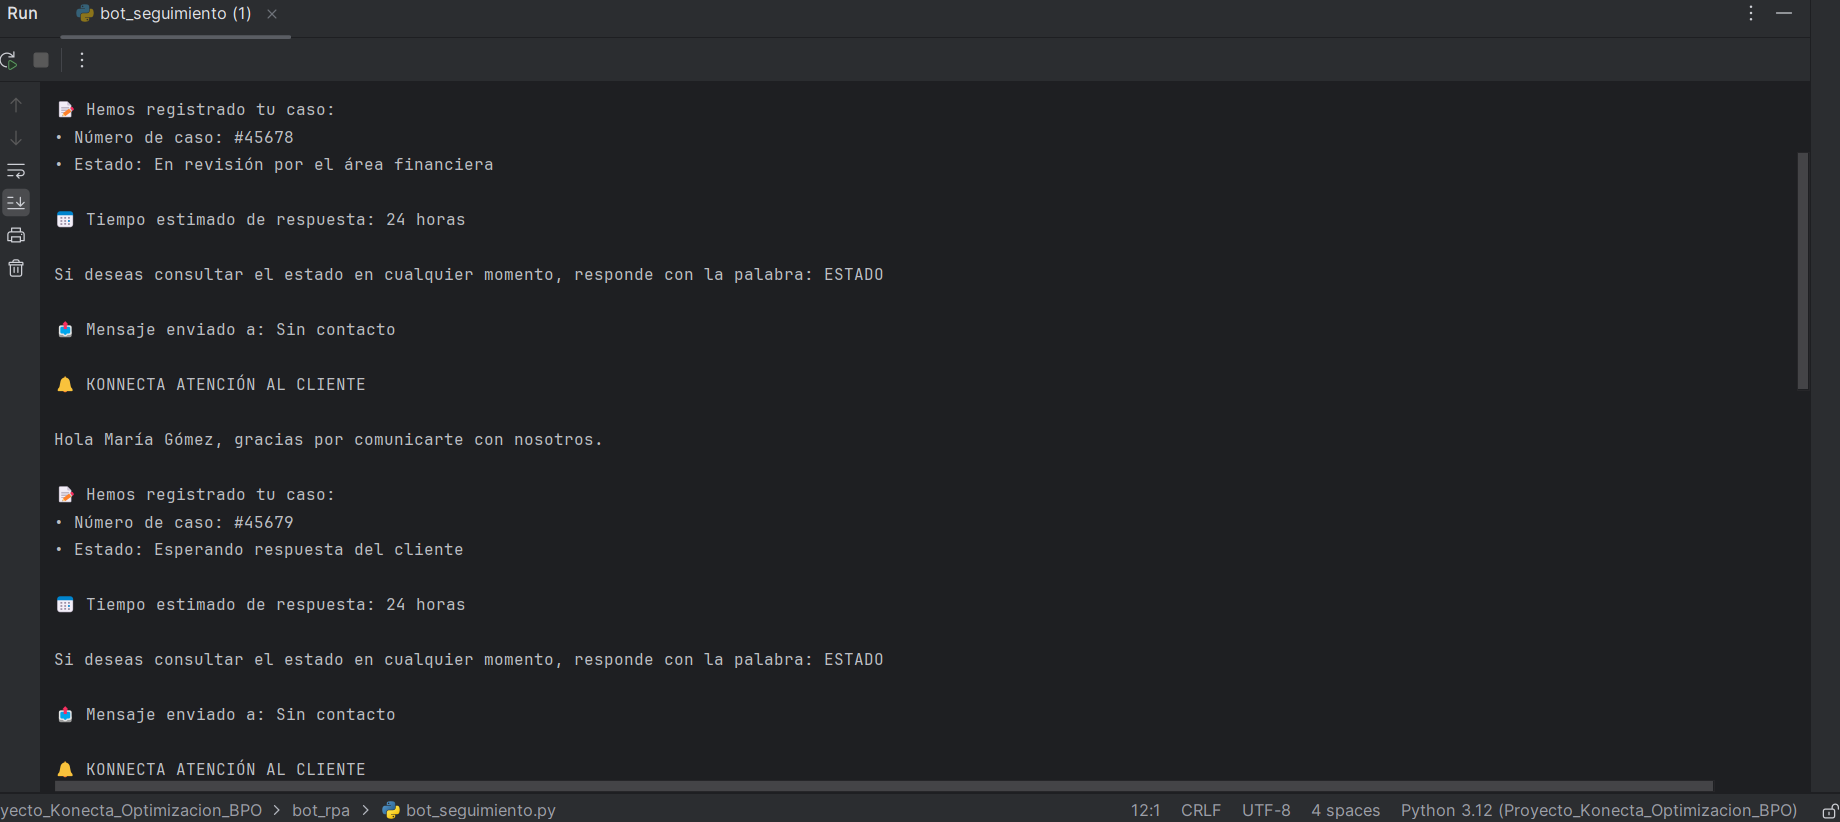 Run
bot_seguimiento (1)
📝 Hemos registrado tu caso:
• Número de caso: #45678
• Estado: En revisión por el área financiera
📅 Tiempo estimado de respuesta: 24 horas
Si deseas consultar el estado en cualquier momento, responde con la palabra: ESTADO
📤 Mensaje enviado a: Sin contacto
🔔 KONNECTA ATENCIÓN AL CLIENTE
Hola María Gómez, gracias por comunicarte con nosotros.
📝 Hemos registrado tu caso:
• Número de caso: #45679
• Estado: Esperando respuesta del cliente
📅 Tiempo estimado de respuesta: 24 horas
Si deseas consultar el estado en cualquier momento, responde con la palabra: ESTADO
📤 Mensaje enviado a: Sin contacto
🔔 KONNECTA ATENCIÓN AL CLIENTE
yecto_Konecta_Optimizacion_BPO > bot_rpa > bot_seguimiento.py 12:1 CRLF UTF-8 4 spaces Python 3.12 (Proyecto_Konecta_Optimizacion_BPO)